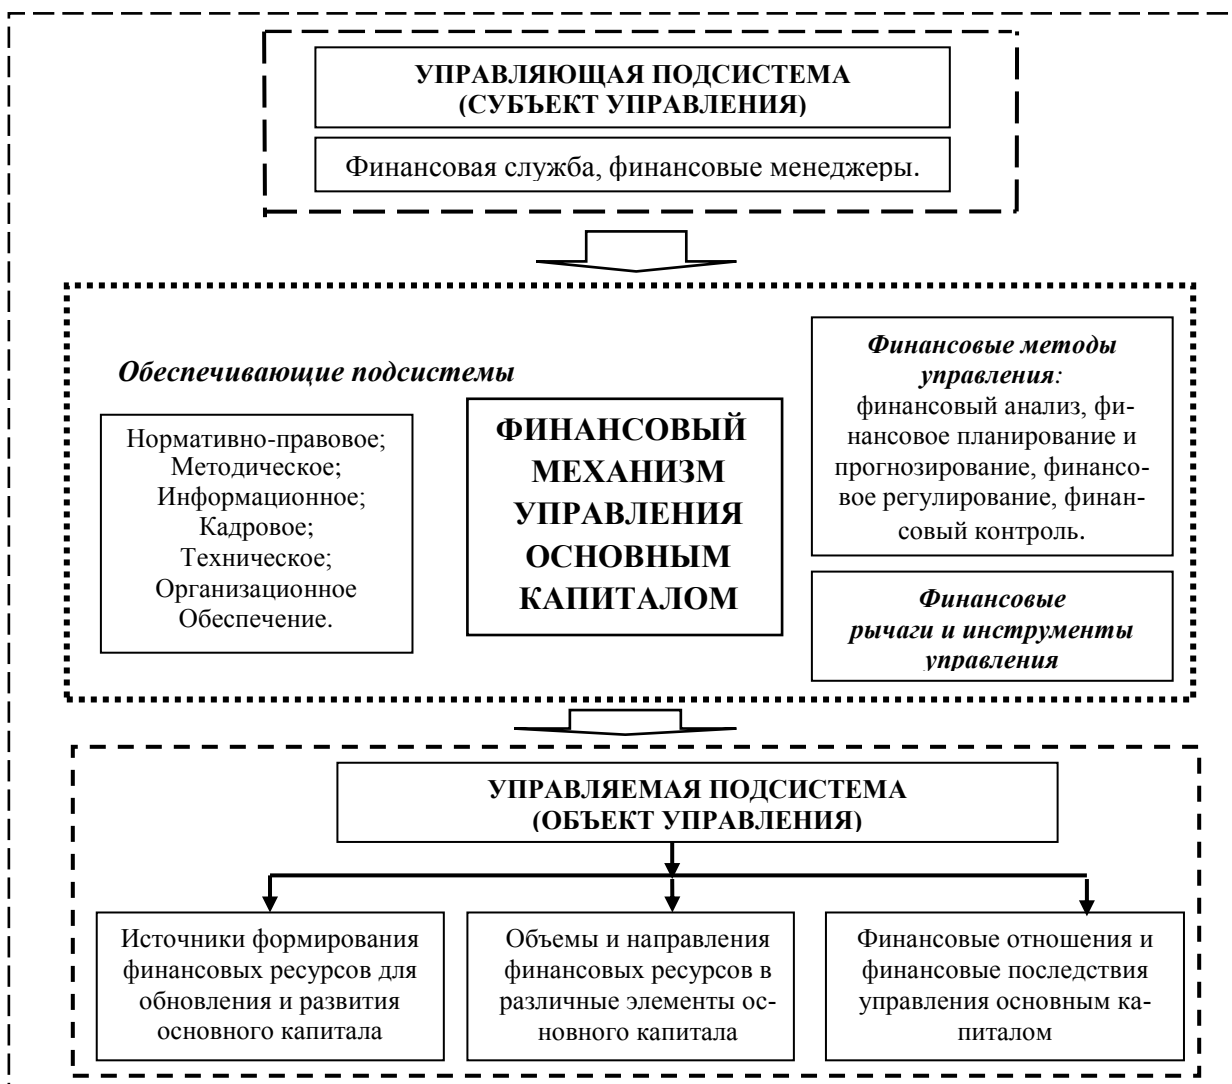 УПРАВЛЯЮЩАЯ ПОДСИСТЕМА
(СУБЪЕКТ УПРАВЛЕНИЯ)
Финансовая служба, финансовые менеджеры.
Обеспечивающие подсистемы
Нормативно-правовое;
Методическое;
Информационное;
Кадровое;
Техническое;
Организационное
Обеспечение.
ФИНАНСОВЫЙ
МЕХАНИЗМ
УПРАВЛЕНИЯ
ОСНОВНЫМ
КАПИТАЛОМ
Финансовые методы
управления:
финансовый анализ, фи-
нансовое планирование и
прогнозирование, финансо-
вое регулирование, финан-
совый контроль.
Финансовые
рычаги и инструменты
управления
УПРАВЛЯЕМАЯ ПОДСИСТЕМА
(ОБЪЕКТ УПРАВЛЕНИЯ)
Источники формирования
финансовых ресурсов для
обновления и развития
основного капитала
Объемы и направления
финансовых ресурсов в
различные элементы ос-
новного капитала
Финансовые отношения и
финансовые последствия
управления основным ка-
питалом